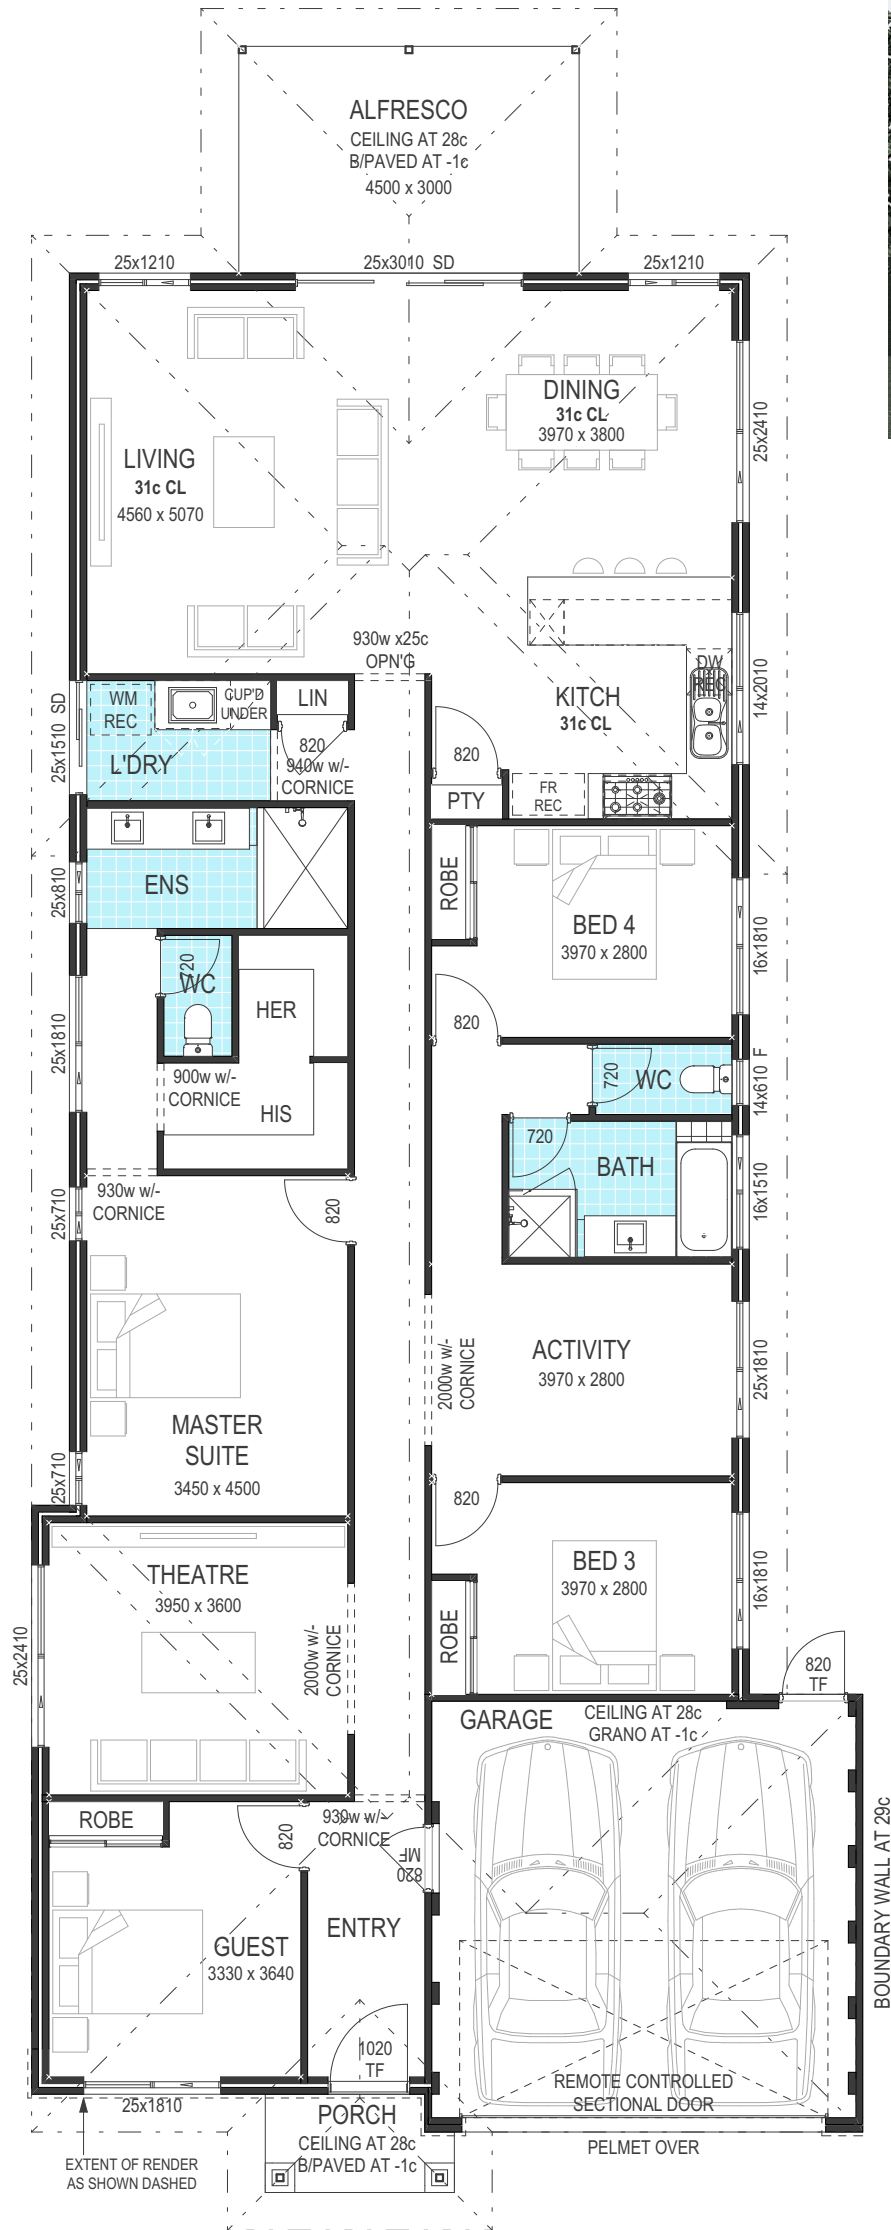 ALFRESCO
CEILING AT 28c
B/PAVED AT -1c
4500 x 3000
25x1210
25x3010 SD
25x1210
DINING
31c CL
3970 x 3800
25x2410
LIVING
31c CL
4560 x 5070
930w x25c
OPN'G
WM
REC
CUP'D
UNDER
LIN
L'DRY
25x1510 SD
820
940w w/-
CORNICE
KITCH
31c CL
DW
REC
14x2010
820
PTY
FR
REC
ENS
25x810
ROBE
BED 4
3970 x 2800
16x1810
820
720
WC
HER
HIS
900w w/-
CORNICE
25x1810
720
WC
14x610 F
720
BATH
16x1510
930w w/-
CORNICE
25x710
820
MASTER
SUITE
3450 x 4500
25x710
2000w w/-
CORNICE
ACTIVITY
3970 x 2800
25x1810
820
BED 3
3970 x 2800
16x1810
ROBE
THEATRE
3950 x 3600
25x2410
2000w w/-
CORNICE
820
TF
GARAGE
CEILING AT 28c
GRANO AT -1c
BOUNDARY WALL AT 29c
ROBE
820
930w w/-
CORNICE
820
MF
ENTRY
GUEST
3330 x 3640
1020
TF
25x1810
REMOTE CONTROLLED
SECTIONAL DOOR
PELMET OVER
PORCH
CEILING AT 28c
B/PAVED AT -1c
EXTENT OF RENDER
AS SHOWN DASHED